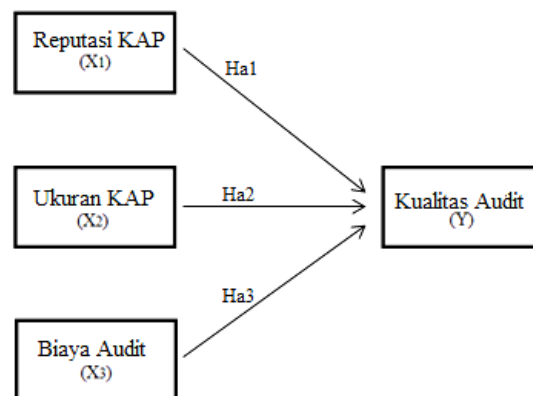 Reputasi KAP
(X1)
Ha1
Ukuran KAP
(X2)
Ha2
Kualitas Audit
(Y)
Ha3
Biaya Audit
(X3)